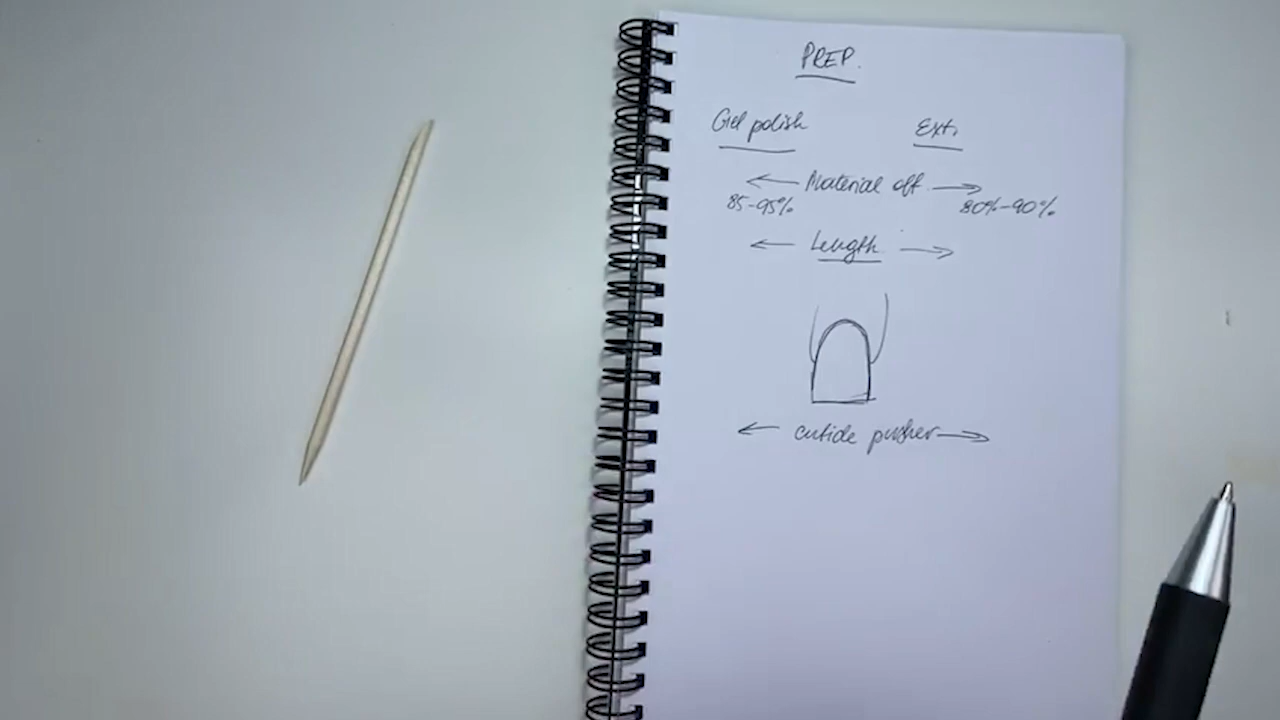 PREP.
Gel polish Ext.
← Material off →
85-95% 80%-90%
← Length →
← cuticle pusher →